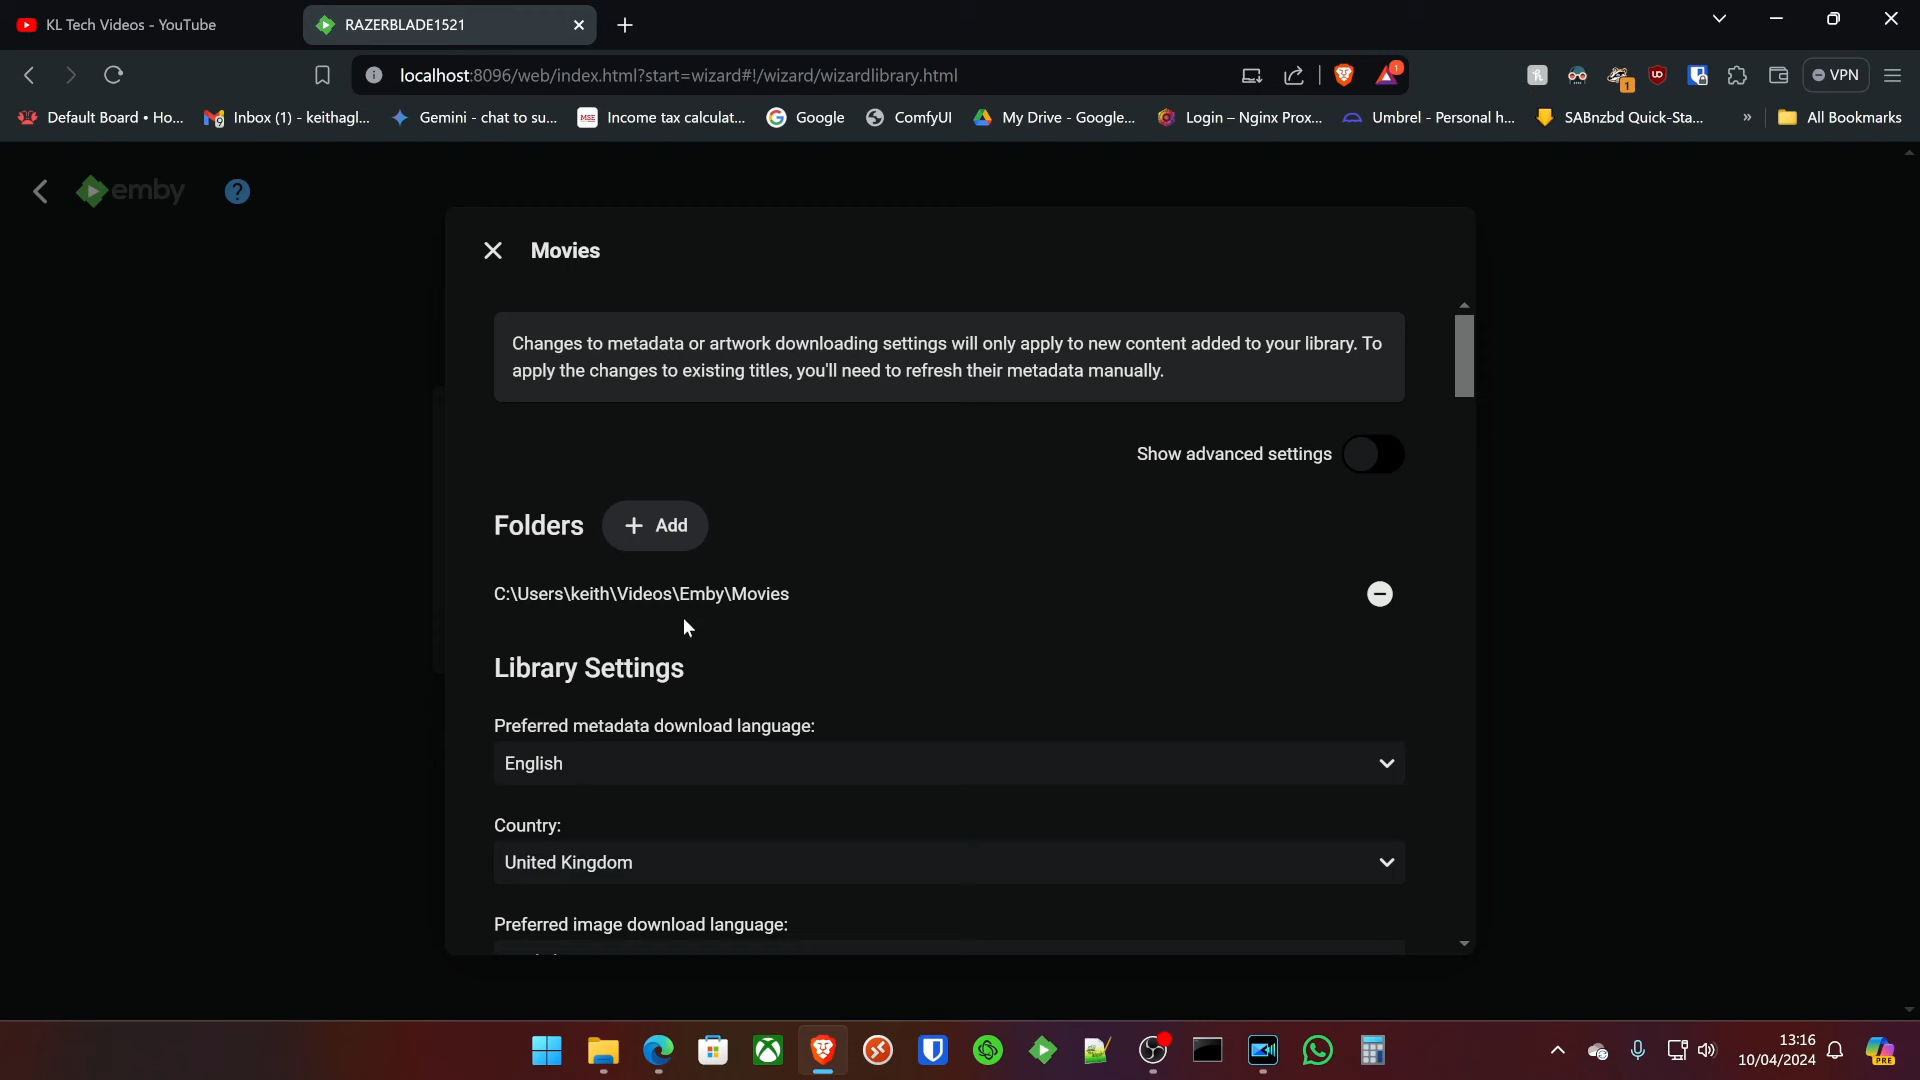 KL Tech Videos - YouTube
RAZERBLADE1521
localhost:8096/web/index.html?start=wizard#!/wizard/wizardlibrary.html
1
1
VPN
Default Board • Ho...
Inbox (1) - keithagl...
Gemini - chat to su...
MSE
Income tax calculat...
Google
ComfyUI
My Drive - Google...
Login – Nginx Prox...
Umbrel - Personal h...
SABnzbd Quick-Sta...
»
All Bookmarks
emby
?
Movies
Changes to metadata or artwork downloading settings will only apply to new content added to your library. To
apply the changes to existing titles, you'll need to refresh their metadata manually.
Show advanced settings
Folders
+ Add
C:\Users\keith\Videos\Emby\Movies
Library Settings
Preferred metadata download language:
English
Country:
United Kingdom
Preferred image download language:
13:16
10/04/2024
PRE